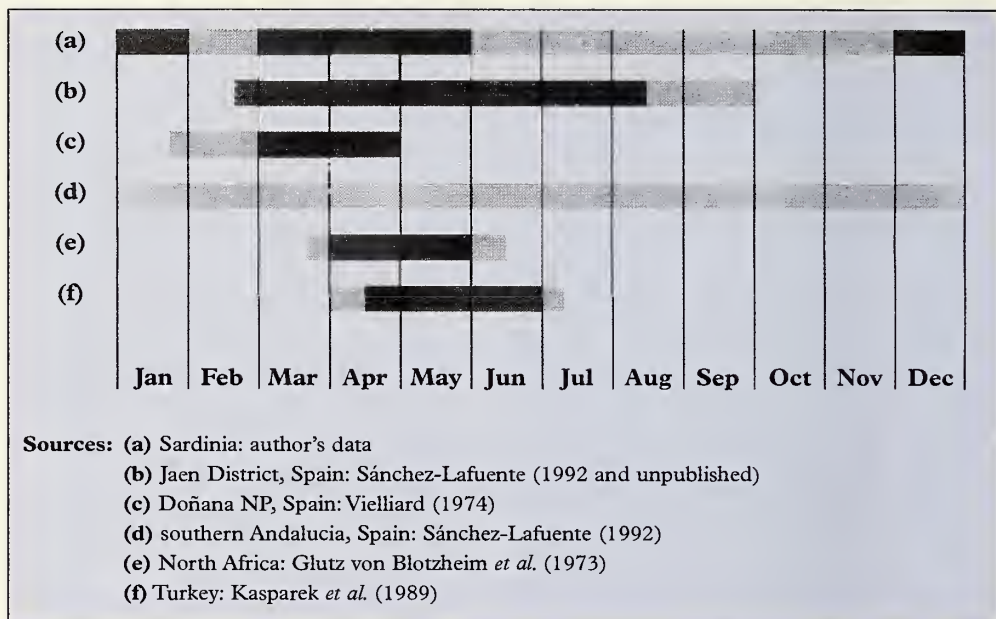 (a)
(b)
(c)
(d)
(e)
(f)
Jan Feb Mar Apr May Jun Jul Aug Sep Oct Nov Dec
Sources: (a) Sardinia: author's data
(b) Jaen District, Spain: Sánchez-Lafuente (1992 and unpublished)
(c) Doñana NP, Spain: Vielliard (1974)
(d) southern Andalucia, Spain: Sánchez-Lafuente (1992)
(e) North Africa: Glutz von Blotzheim et al. (1973)
(f) Turkey: Kasparek et al. (1989)